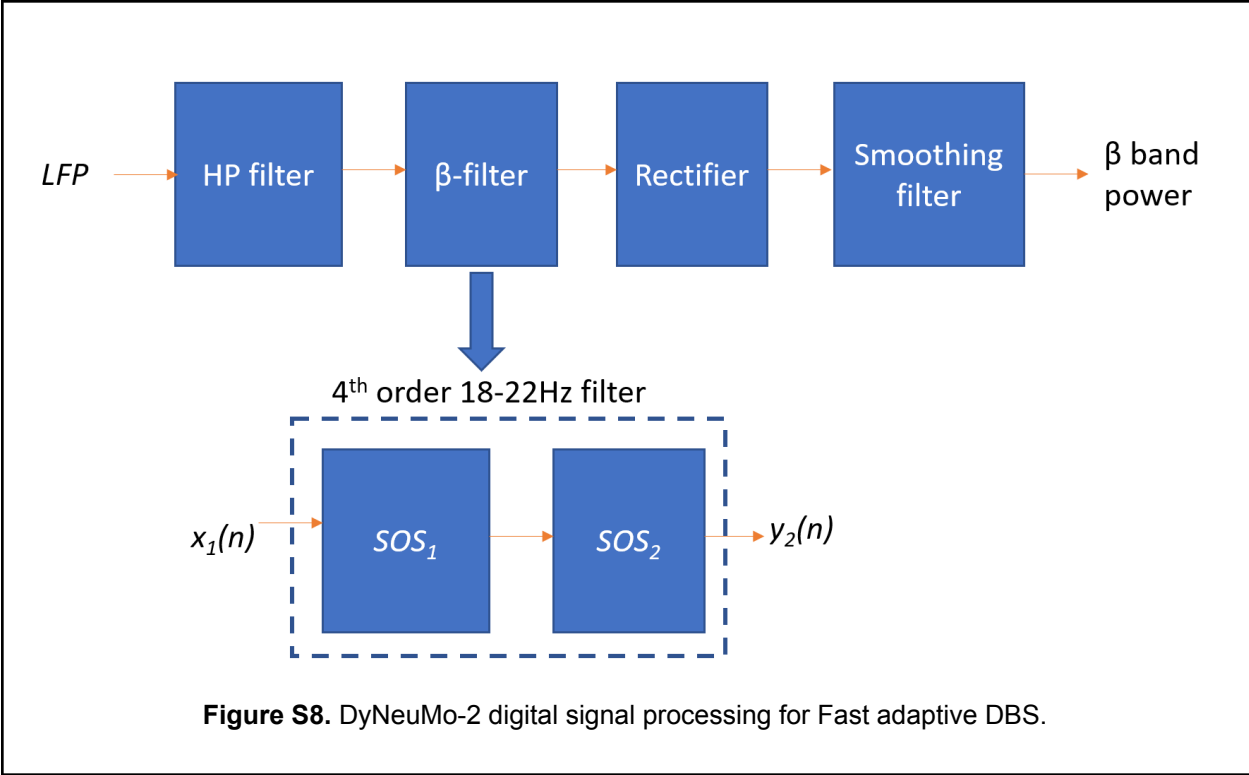 LFP
HP filter
β-filter
Rectifier
Smoothing
filter
β band
power
4th order 18-22Hz filter
x1(n)
SOS1
SOS2
y2(n)
Figure S8. DyNeuMo-2 digital signal processing for Fast adaptive DBS.